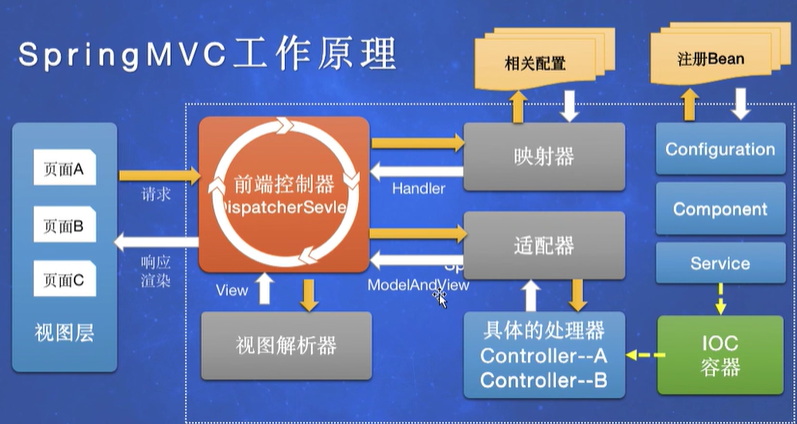 SpringMVC工作原理
相关配置
注册Bean
页面A
页面B
页面C
视图层
请求
响应
渲染
前端控制器
DispatcherSevlet
映射器
Handler
适配器
ModelAndView
View
视图解析器
具体的处理器
Controller--A
Controller--B
Configuration
Component
Service
IOC
容器